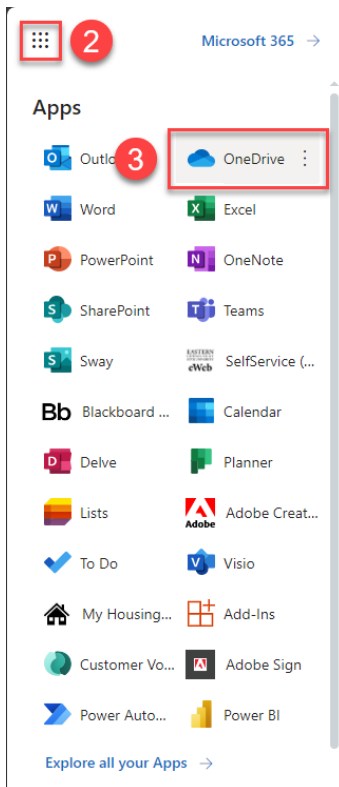 2
Microsoft 365 →
Apps
Outlo 3 OneDrive
Word Excel
PowerPoint OneNote
SharePoint Teams
Sway EASTERN eWeb SelfService (...
Bb Blackboard ... Calendar
Delve Planner
Lists Adobe Adobe Creat...
To Do Visio
My Housing... Add-Ins
Customer Vo... Adobe Sign
Power Auto... Power BI
Explore all your Apps →